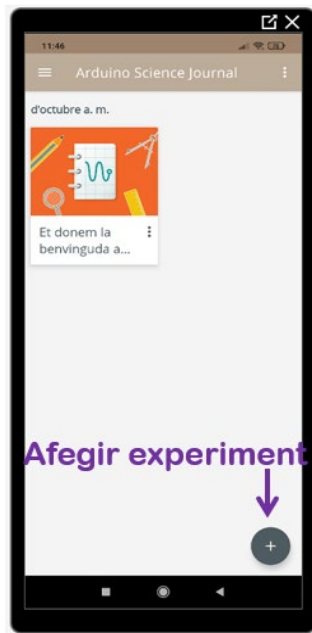 11:46
Arduino Science Journal
d'octubre a. m.
Et donem la
benvinguda a...
Afegir experiment
+